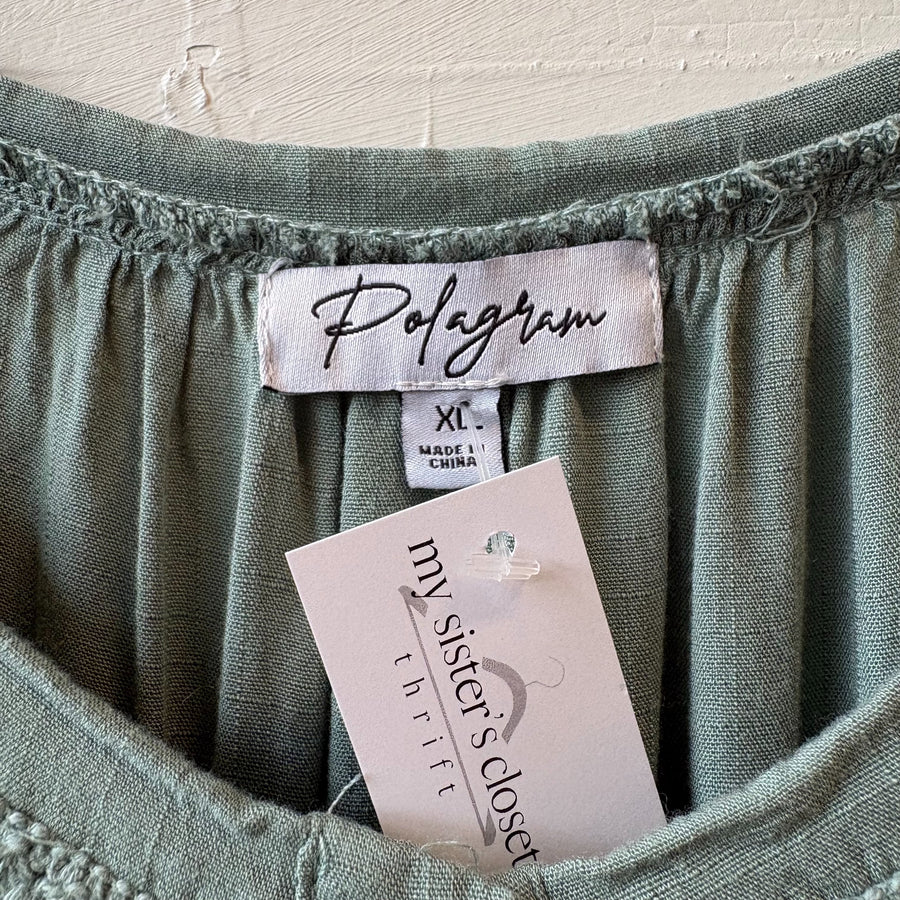 Polagram
XL
MADE IN
CHINA
my sister's closet
thrift